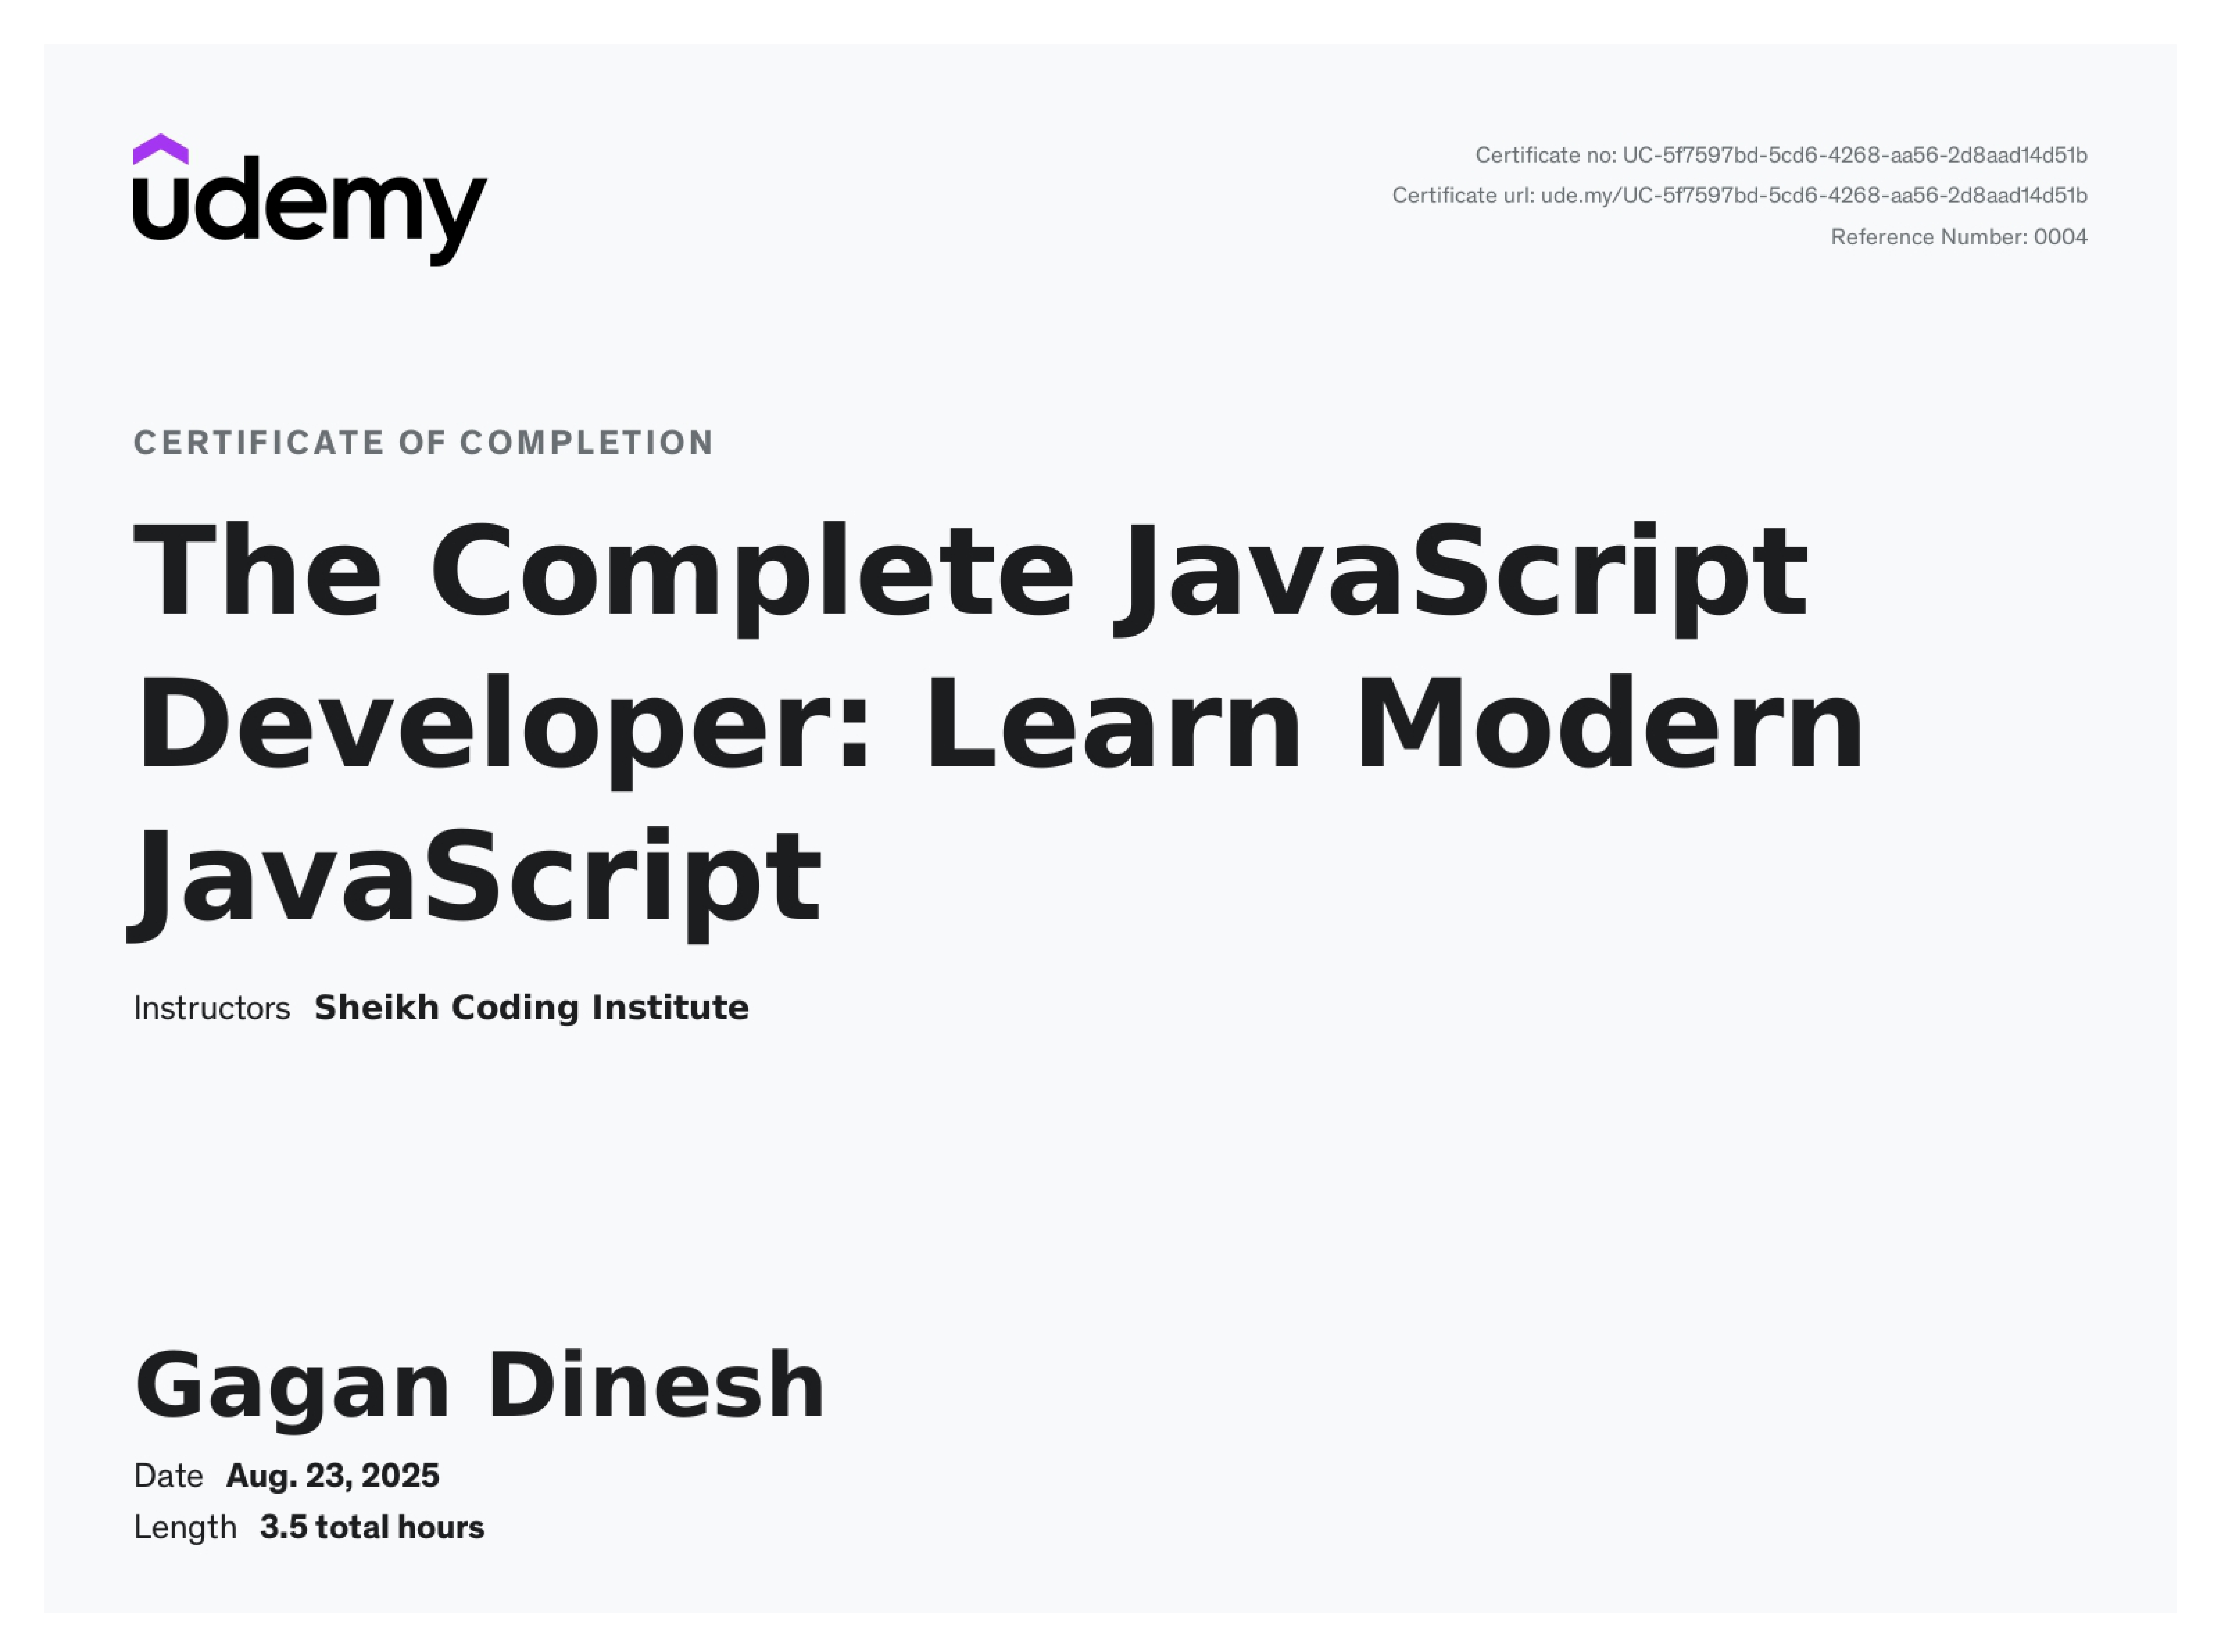 udemy
Certificate no: UC-5f7597bd-5cd6-4268-aa56-2d8aad14d51b
Certificate url: ude.my/UC-5f7597bd-5cd6-4268-aa56-2d8aad14d51b
Reference Number: 0004
CERTIFICATE OF COMPLETION
The Complete JavaScript
Developer: Learn Modern
JavaScript
Instructors Sheikh Coding Institute
Gagan Dinesh
Date Aug. 23, 2025
Length 3.5 total hours